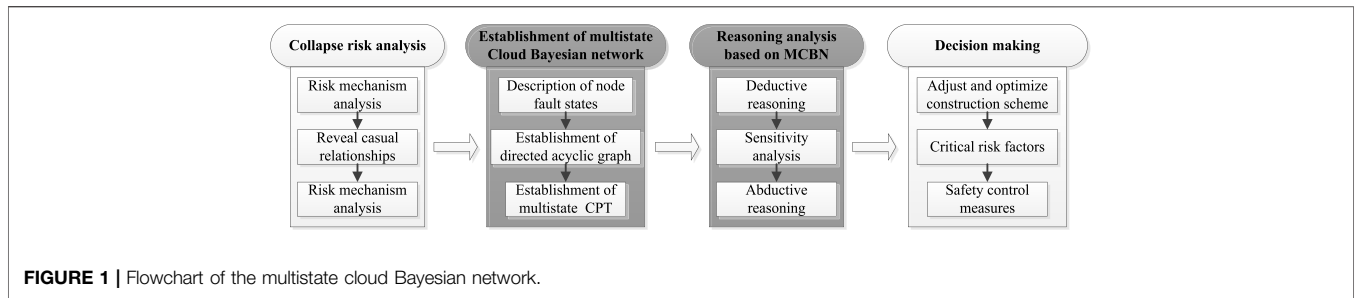 Collapse risk analysis
Risk mechanism
analysis
Reveal casual
relationships
Risk mechanism
analysis
Establishment of multistate
Cloud Bayesian network
Description of node
fault states
Establishment of
directed acyclic graph
Establishment of
multistate CPT
Reasoning analysis
based on MCBN
Deductive
reasoning
Sensitivity
analysis
Abductive
reasoning
Decision making
Adjust and optimize
construction scheme
Critical risk factors
Safety control
measures
FIGURE 1 | Flowchart of the multistate cloud Bayesian network.